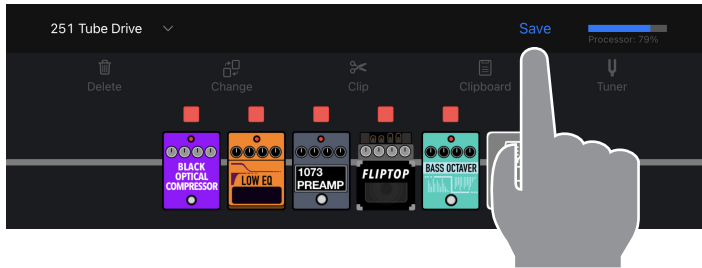 251 Tube Drive
Save
Processor: 79%
Delete
Change
Clip
Clipboard
Tuner
BLACK
OPTICAL
COMPRESSOR
LOW EQ
1073
PREAMP
FLIPTOP
BASS OCTAVER